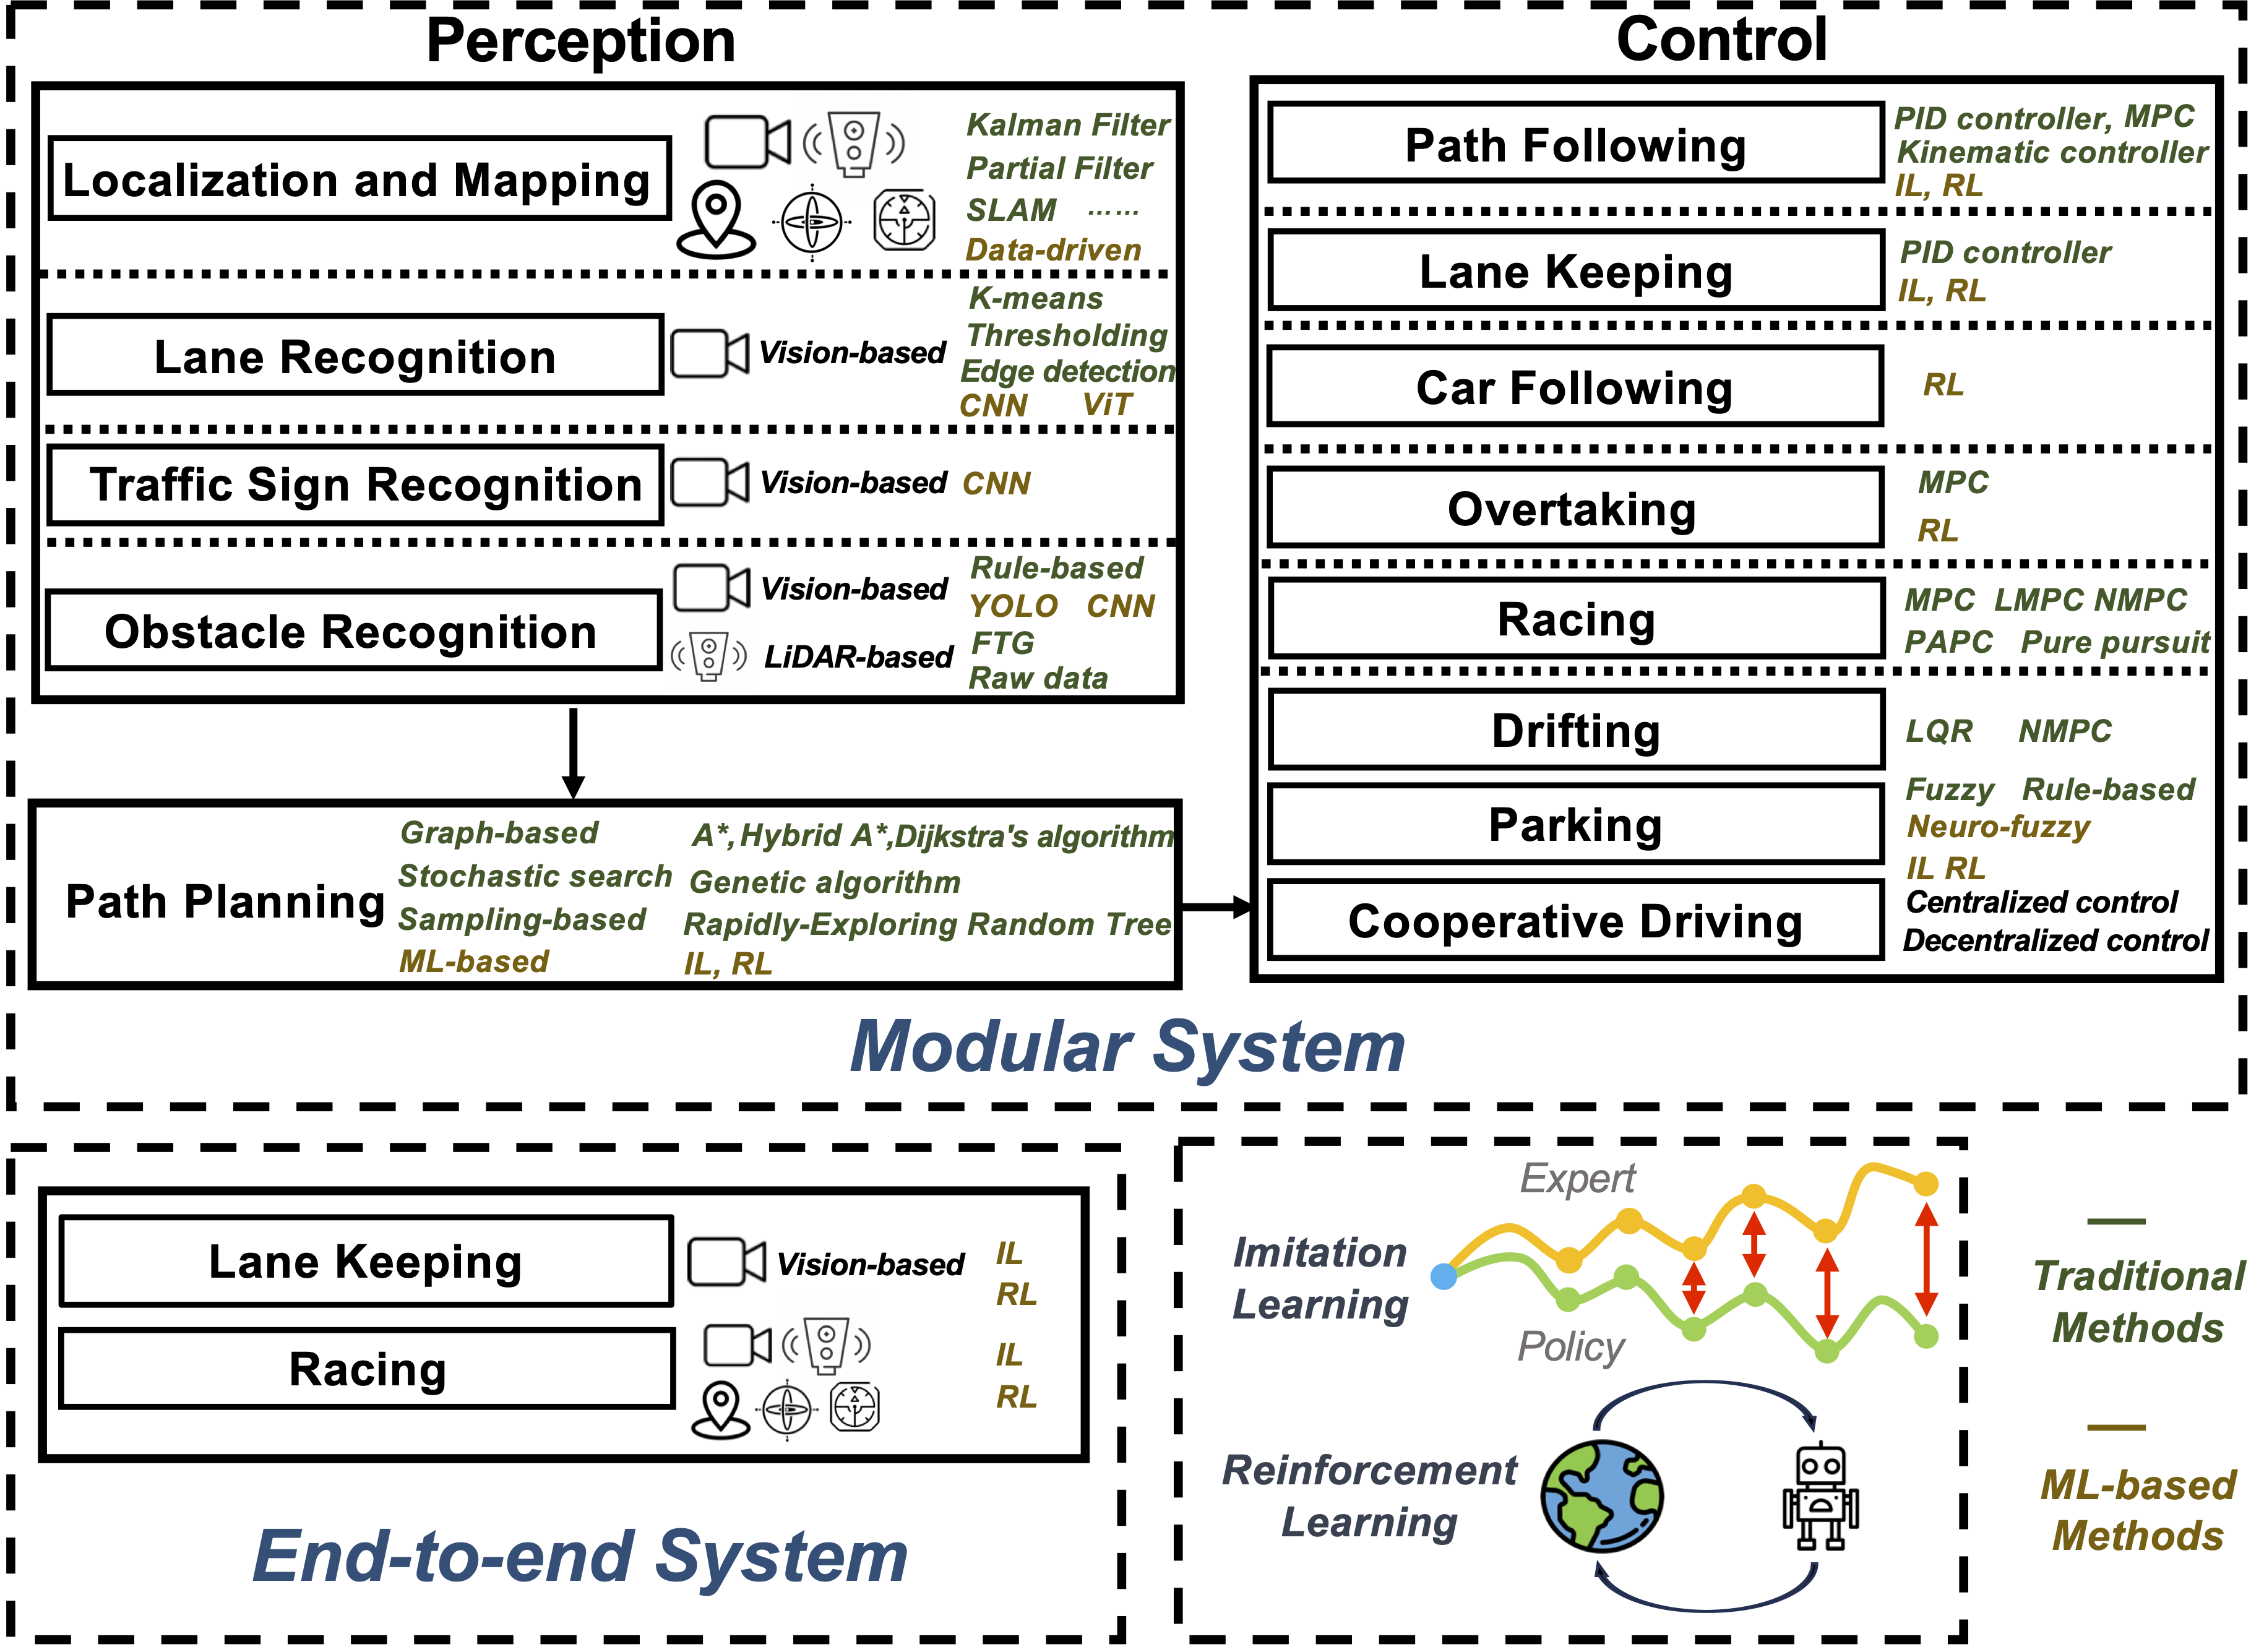 Perception
Localization and Mapping
Kalman Filter
Partial Filter
SLAM ······
Data-driven
Lane Recognition
Vision-based
K-means
Thresholding
Edge detection
CNN ViT
Traffic Sign Recognition
Vision-based
CNN
Obstacle Recognition
Vision-based
Rule-based
YOLO CNN
LiDAR-based
FTG
Raw data
Path Planning
Graph-based
A*, Hybrid A*, Dijkstra's algorithm
Stochastic search
Genetic algorithm
Sampling-based
Rapidly-Exploring Random Tree
ML-based
IL, RL
Control
Path Following
PID controller, MPC
Kinematic controller
IL, RL
Lane Keeping
PID controller
IL, RL
Car Following
RL
Overtaking
MPC
RL
Racing
MPC LMPC NMPC
PAPC Pure pursuit
Drifting
LQR NMPC
Parking
Fuzzy Rule-based
Neuro-fuzzy
IL RL
Cooperative Driving
Centralized control
Decentralized control
Modular System
Lane Keeping
Vision-based
IL
RL
Racing
IL
RL
End-to-end System
Imitation
Learning
Expert
Policy
Reinforcement
Learning
Traditional
Methods
ML-based
Methods